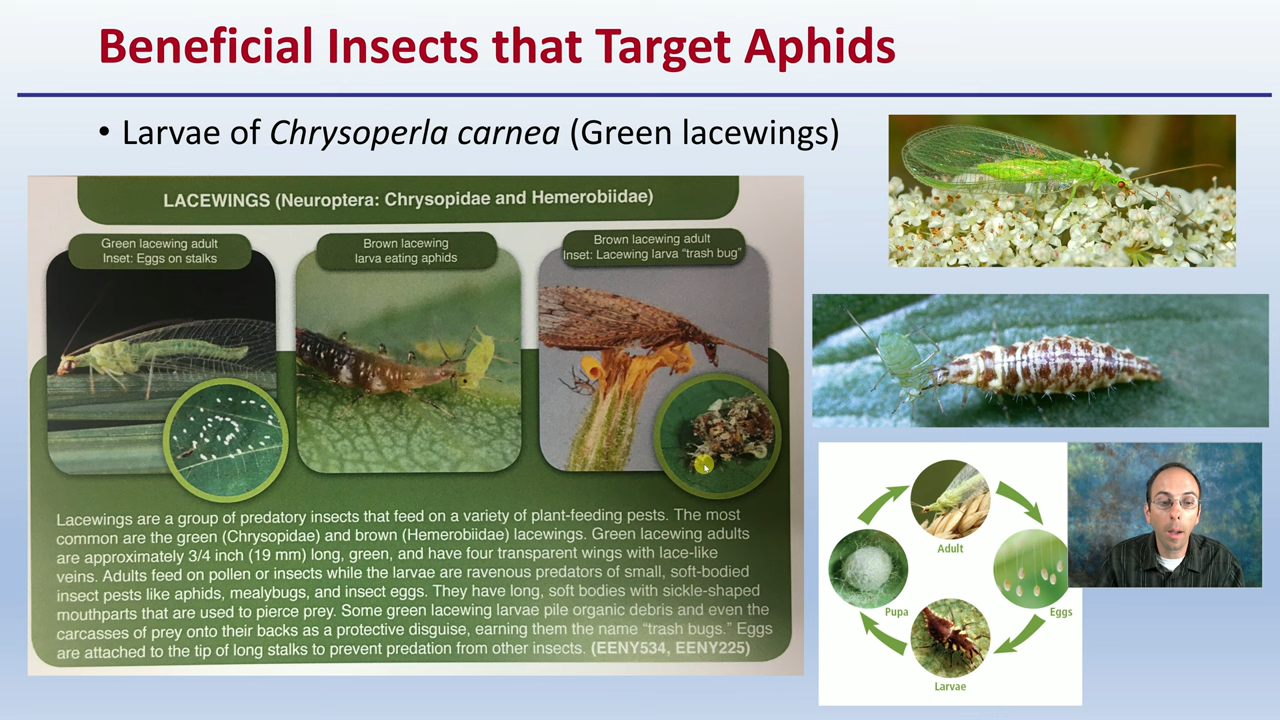 Beneficial Insects that Target Aphids
• Larvae of Chrysoperla carnea (Green lacewings)
LACEWINGS (Neuroptera: Chrysopidae and Hemerobiidae)
Green lacewing adult
Inset: Eggs on stalks
Brown lacewing
larva eating aphids
Brown lacewing adult
Inset: Lacewing larva “trash bug”
Lacewings are a group of predatory insects that feed on a variety of plant-feeding pests. The most
common are the green (Chrysopidae) and brown (Hemerobiidae) lacewings. Green lacewing adults
are approximately 3/4 inch (19 mm) long, green, and have four transparent wings with lace-like
veins. Adults feed on pollen or insects while the larvae are ravenous predators of small, soft-bodied
insect pests like aphids, mealybugs, and insect eggs. They have long, soft bodies with sickle-shaped
mouthparts that are used to pierce prey. Some green lacewing larvae pile organic debris and even the
carcasses of prey onto their backs as a protective disguise, earning them the name “trash bugs.” Eggs
are attached to the tip of long stalks to prevent predation from other insects. (EENY534, EENY225)
Adult
Pupa
Eggs
Larvae